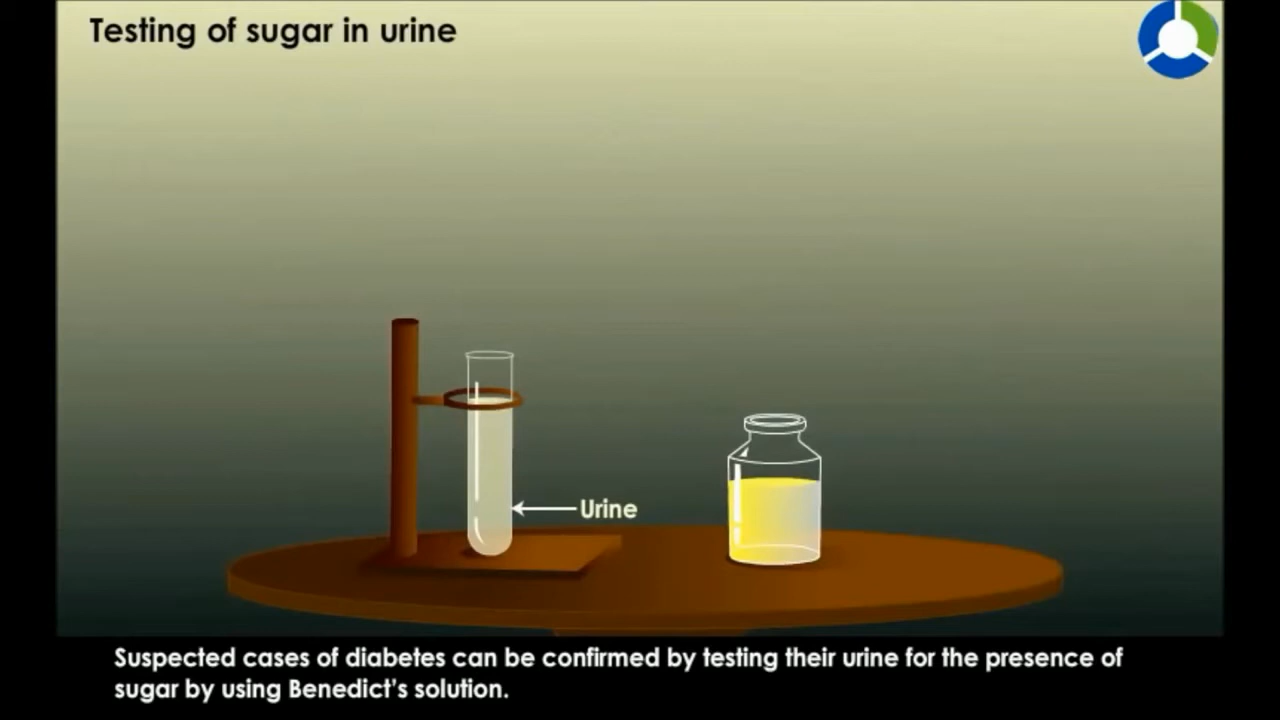 Testing of sugar in urine
Urine
Suspected cases of diabetes can be confirmed by testing their urine for the presence of
sugar by using Benedict's solution.